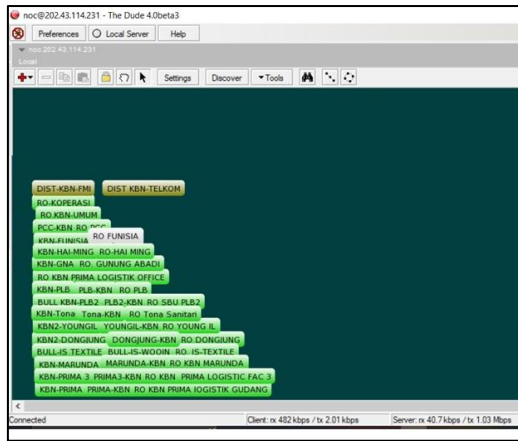 noc@202.43.114.231 - The Dude 4.0beta3
Preferences Local Server Help
noc 202.43.114.231
Local
Settings Discover Tools
DIST-KBN-FMI DIST KBN-TELKOM
RO-KOPERASI
RO.KBN-UMUM
PCC-KBN RO PCC
KBN-FUNISIA RO FUNISIA
KBN-HAI-MING RO-HAI MING
KBN-GNA RO. GUNUNG ABADI
RO KBN PRIMA LOGISTIK OFFICE
KBN-PLB PLB-KBN RO PLB
BULL KBN-PLB2 PLB2-KBN RO SBU PLB2
KBN-Tona Tona-KBN RO Tona Sanitari
KBN2-YOUNGIL YOUNGIL-KBN RO YOUNG IL
KBN2-DONGJUNG DONGJUNG-KBN RO DONGJUNG
BULL-IS TEXTILE BULL-IS-WOOIN RO. IS-TEXTILE
KBN-MARUNDA MARUNDA-KBN RO KBN MARUNDA
KBN-PRIMA 3 PRIMA3-KBN RO KBN PRIMA LOGISTIC FAC 3
KBN-PRIMA PRIMA-KBN RO KBN PRIMA lOGISTIK GUDANG
Connected Client: rx 482 kbps / tx 2.01 kbps Server: rx 40.7 kbps / tx 1.03 Mbps